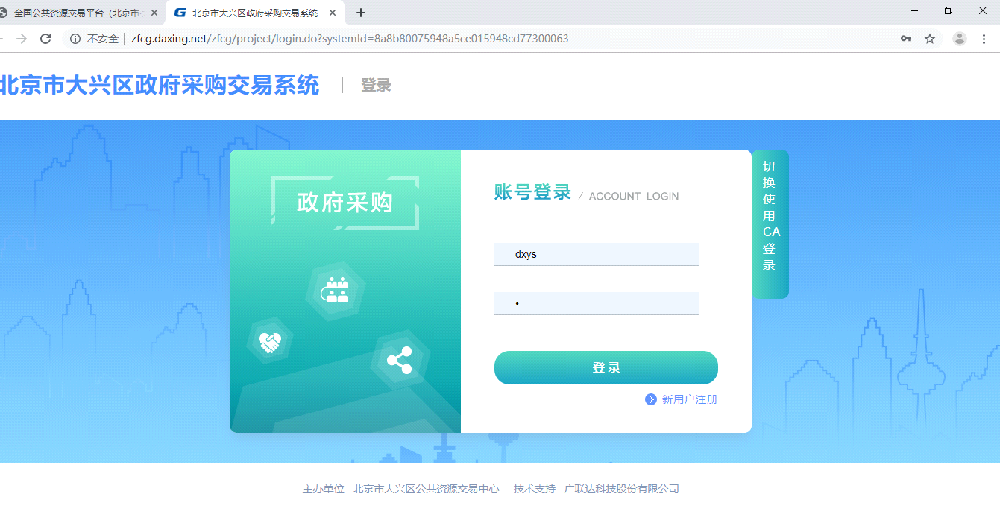 全国公共资源交易平台（北京市·
北京市大兴区政府采购交易系统
不安全
zfcg.daxing.net/zfcg/project/login.do?systemId=8a8b80075948a5ce015948cd77300063
北京市大兴区政府采购交易系统
登录
政府采购
账号登录 / ACCOUNT LOGIN
切换使用CA登录
dxys
•
登录
新用户注册
主办单位 : 北京市大兴区公共资源交易中心 技术支持 : 广联达科技股份有限公司